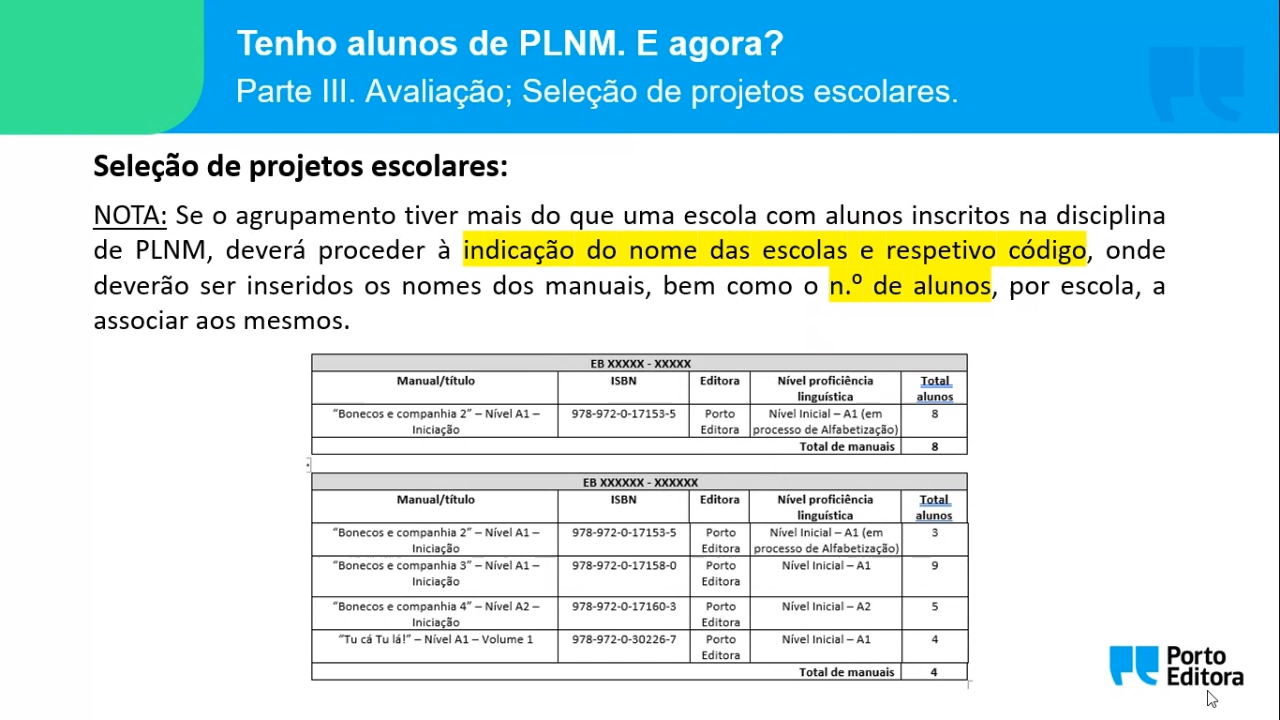 Tenho alunos de PLNM. E agora?
Parte III. Avaliação; Seleção de projetos escolares.
Seleção de projetos escolares:
NOTA: Se o agrupamento tiver mais do que uma escola com alunos inscritos na disciplina
de PLNM, deverá proceder à indicação do nome das escolas e respetivo código, onde
deverão ser inseridos os nomes dos manuais, bem como o n.º de alunos, por escola, a
associar aos mesmos.
EB XXXXX - XXXXX
Manual/título ISBN Editora Nível proficiência linguística Total alunos
“Bonecos e companhia 2” – Nível A1 – Iniciação 978-972-0-17153-5 Porto Editora Nível Inicial – A1 (em processo de Alfabetização) 8
Total de manuais 8
EB XXXXXX - XXXXXX
Manual/título ISBN Editora Nível proficiência linguística Total alunos
“Bonecos e companhia 2” – Nível A1 – Iniciação 978-972-0-17153-5 Porto Editora Nível Inicial – A1 (em processo de Alfabetização) 3
“Bonecos e companhia 3” – Nível A1 – Iniciação 978-972-0-17158-0 Porto Editora Nível Inicial – A1 9
“Bonecos e companhia 4” – Nível A2 – Iniciação 978-972-0-17160-3 Porto Editora Nível Inicial – A2 5
“Tu cá Tu lá!” – Nível A1 – Volume 1 978-972-0-30226-7 Porto Editora Nível Inicial – A1 4
Total de manuais 4
Porto
Editora